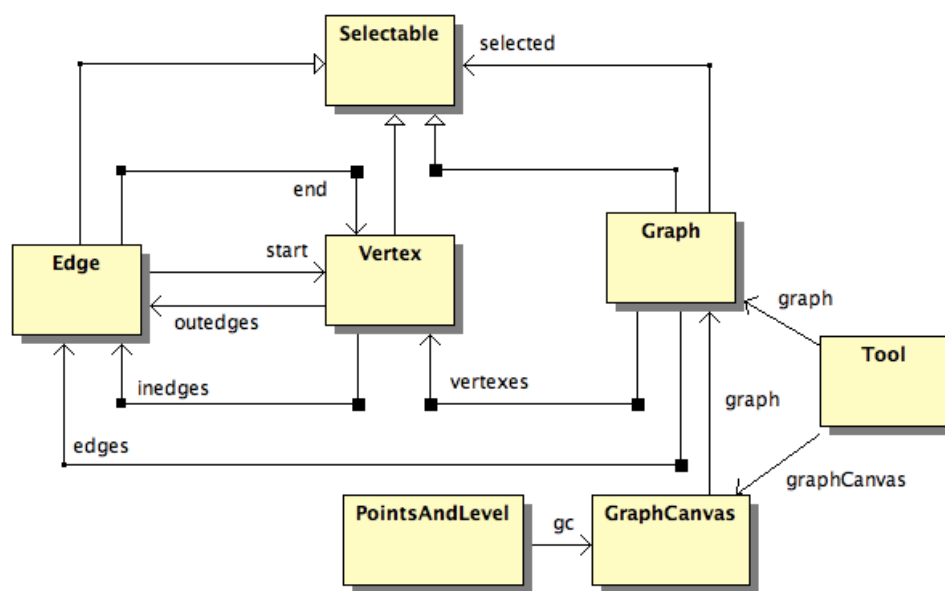 Selectable
selected
end
Graph
Edge
start
Vertex
outedges
graph
Tool
inedges
vertexes
graph
edges
graphCanvas
PointsAndLevel
gc
GraphCanvas